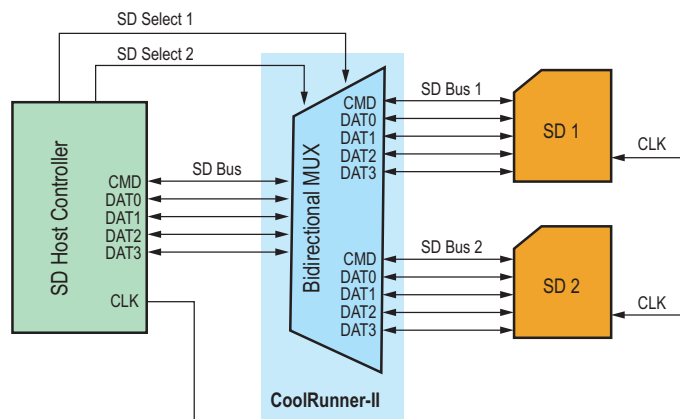 SD Select 1
SD Select 2
SD Host Controller
CMD
DAT0
DAT1
DAT2
DAT3
CLK
SD Bus
Bidirectional MUX
CMD
DAT0
DAT1
DAT2
DAT3
CMD
DAT0
DAT1
DAT2
DAT3
CoolRunner-II
SD Bus 1
SD 1
CLK
SD Bus 2
SD 2
CLK